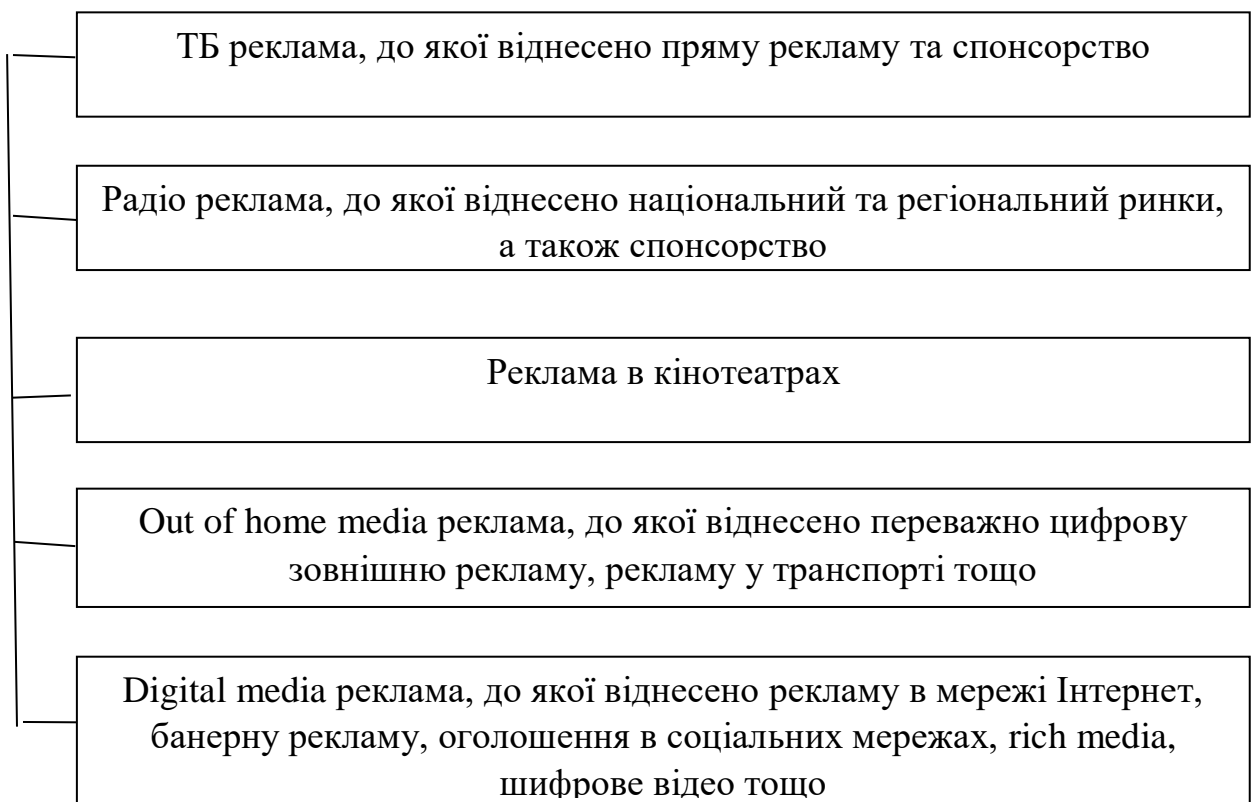 ТБ реклама, до якої віднесено пряму рекламу та спонсорство
Радіо реклама, до якої віднесено національний та регіональний ринки,
а також спонсорство
Реклама в кінотеатрах
Out of home media реклама, до якої віднесено переважно цифрову
зовнішню рекламу, рекламу у транспорті тощо
Digital media реклама, до якої віднесено рекламу в мережі Інтернет,
банерну рекламу, оголошення в соціальних мережах, rich media,
цифрове відео тощо